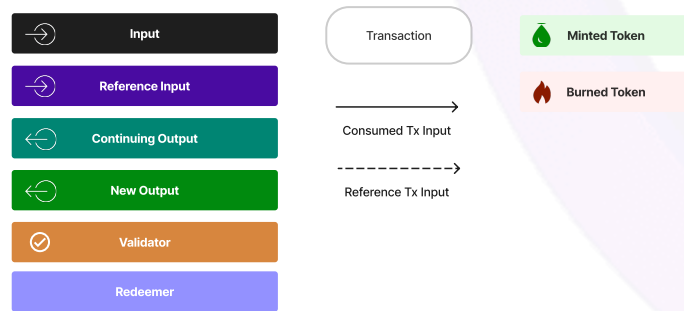 Input
Reference Input
Continuing Output
New Output
Validator
Redeemer
Transaction
Consumed Tx Input
Reference Tx Input
Minted Token
Burned Token